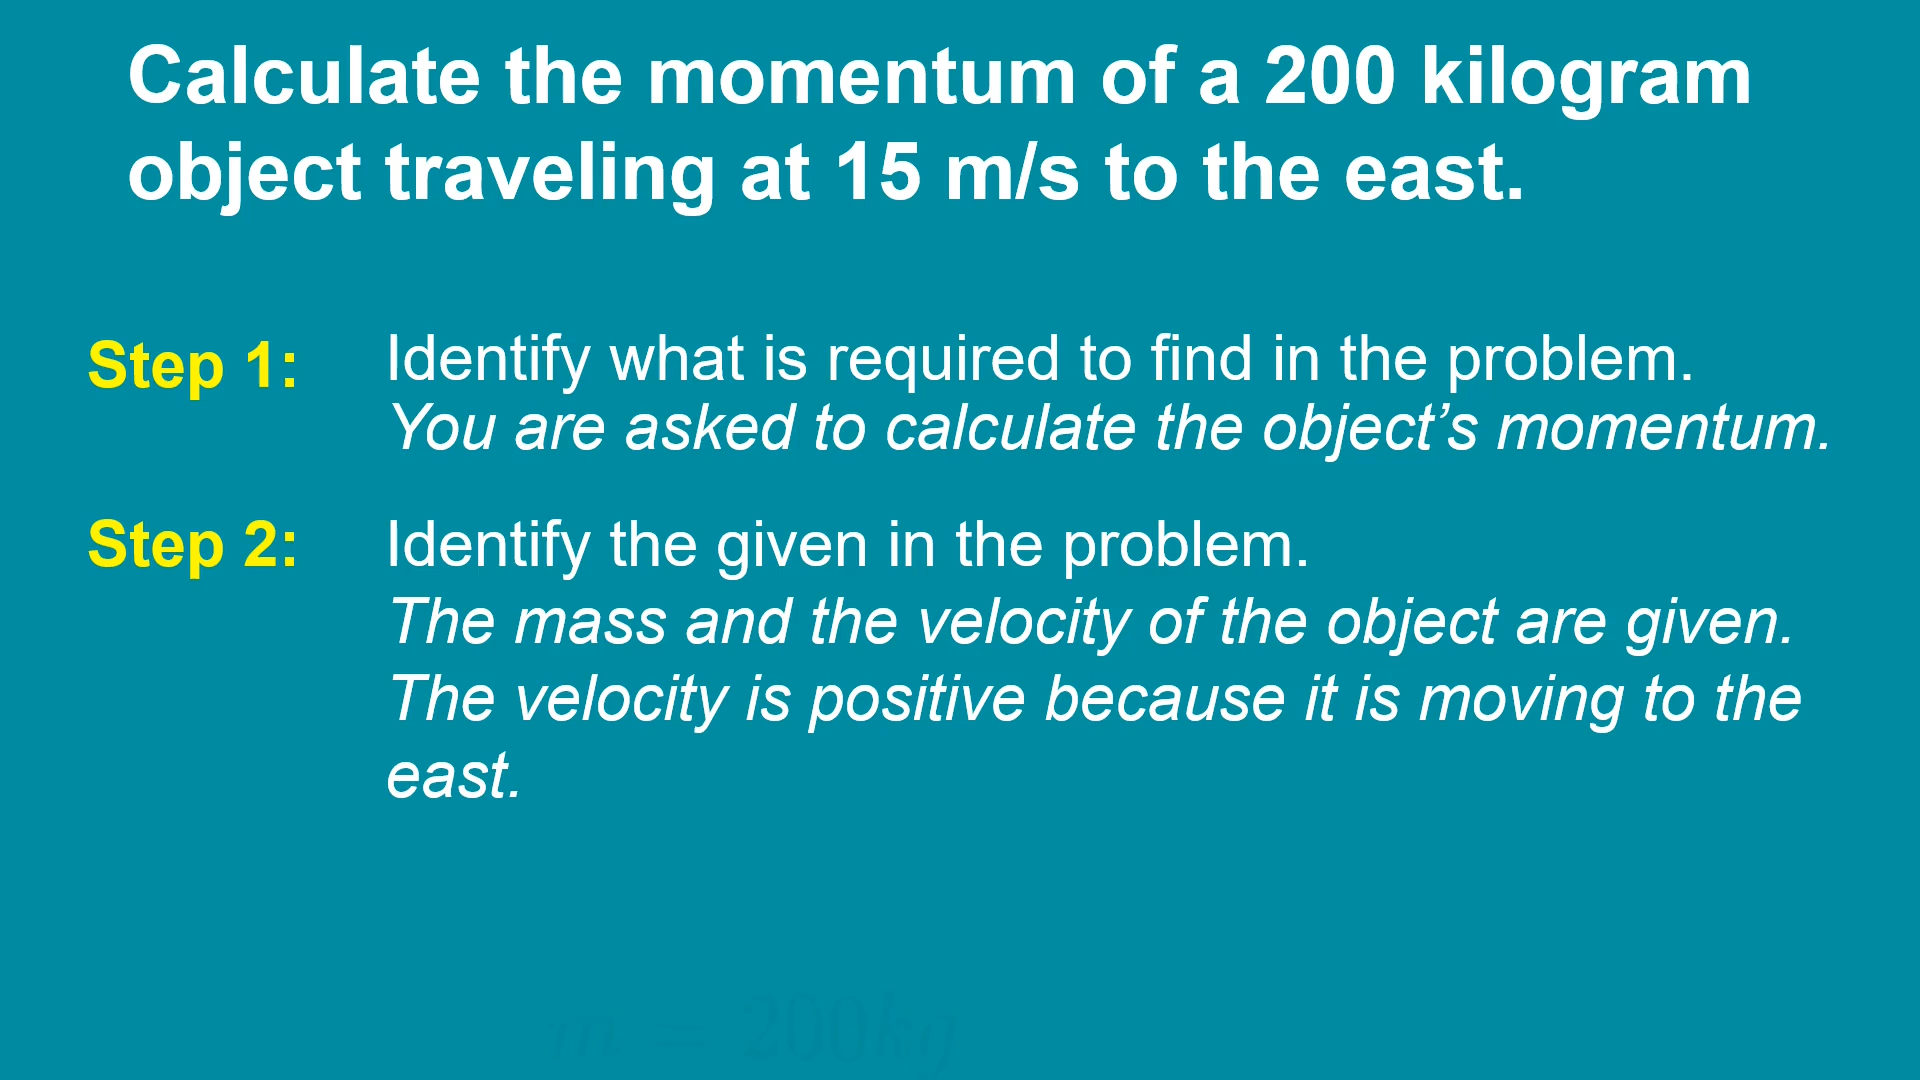 Calculate the momentum of a 200 kilogram
object traveling at 15 m/s to the east.
Step 1: Identify what is required to find in the problem.
You are asked to calculate the object’s momentum.
Step 2: Identify the given in the problem.
The mass and the velocity of the object are given.
The velocity is positive because it is moving to the
east.
m = 200kg